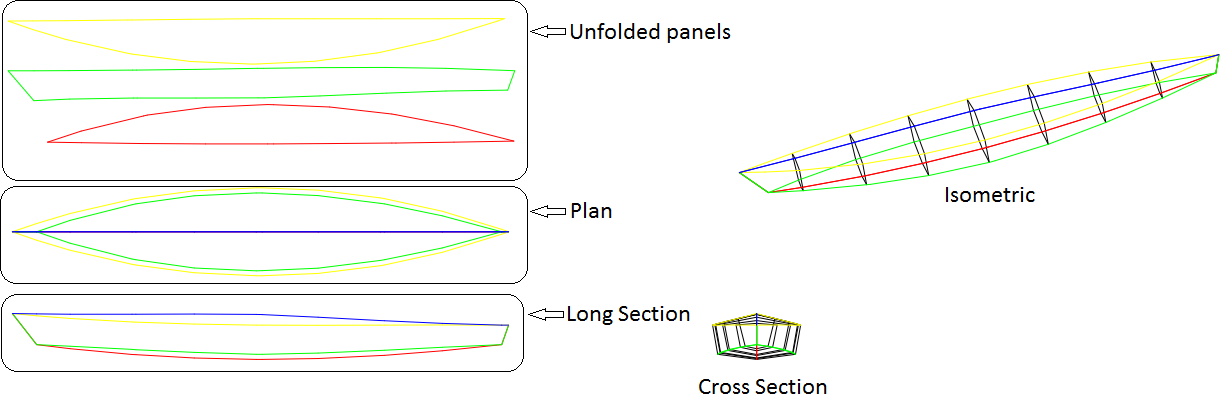 Unfolded panels
Plan
Isometric
Long Section
Cross Section